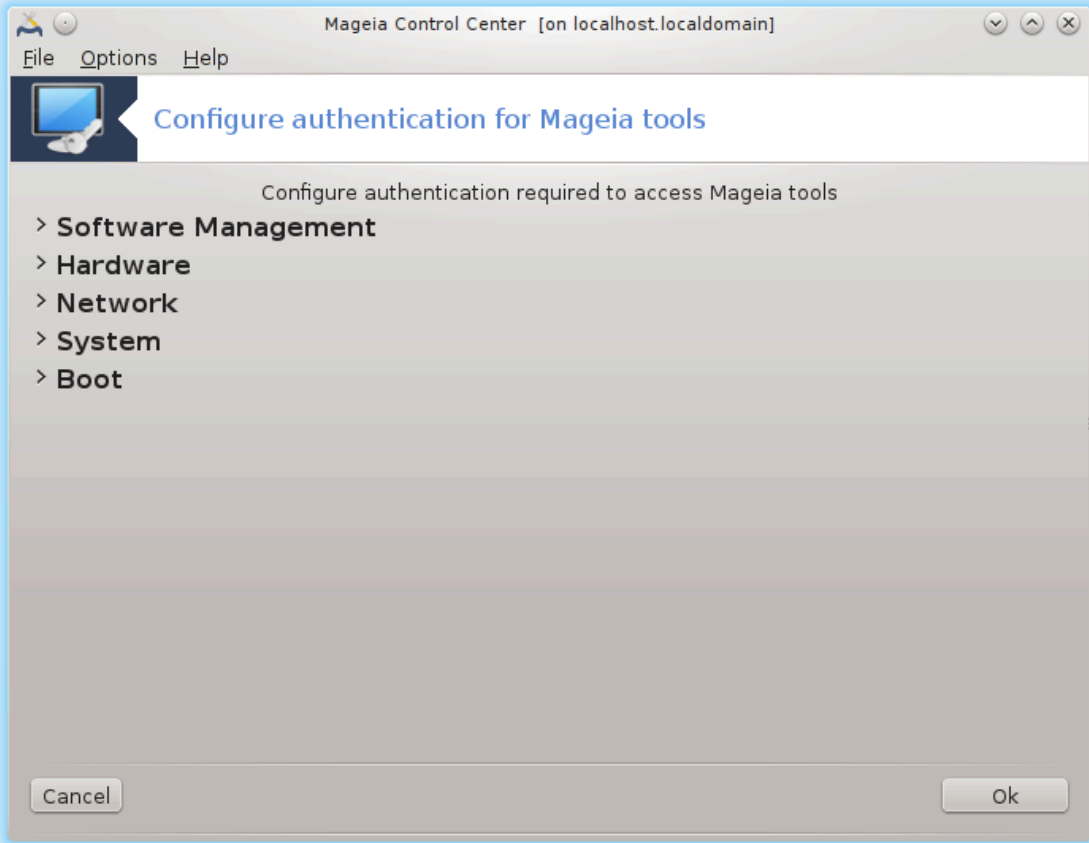 Mageia Control Center [on localhost.localdomain]
File Options Help
Configure authentication for Mageia tools
Configure authentication required to access Mageia tools
> Software Management
> Hardware
> Network
> System
> Boot
Cancel Ok